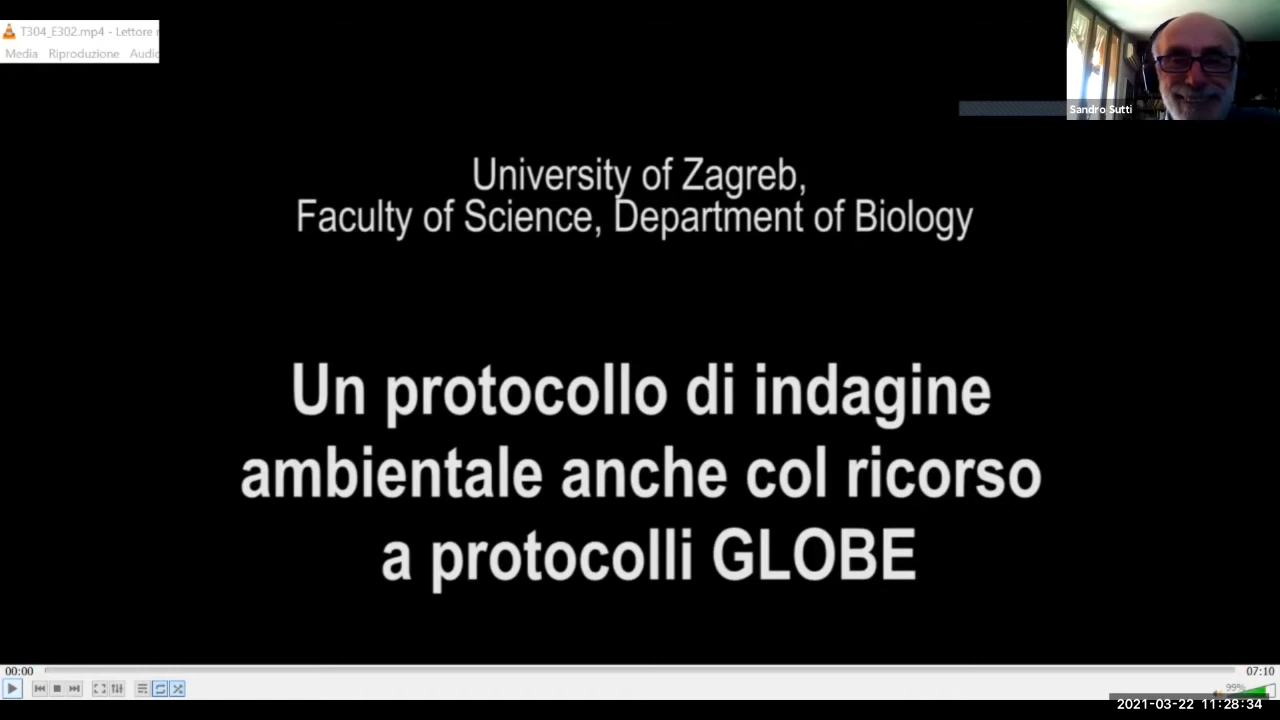 T304_E302.mp4 - Lettore
Media Riproduzione Audio
Sandro Sutti
University of Zagreb,
Faculty of Science, Department of Biology
Un protocollo di indagine
ambientale anche col ricorso
a protocolli GLOBE
00:00
07:10
99%
2021-03-22 11:28:34